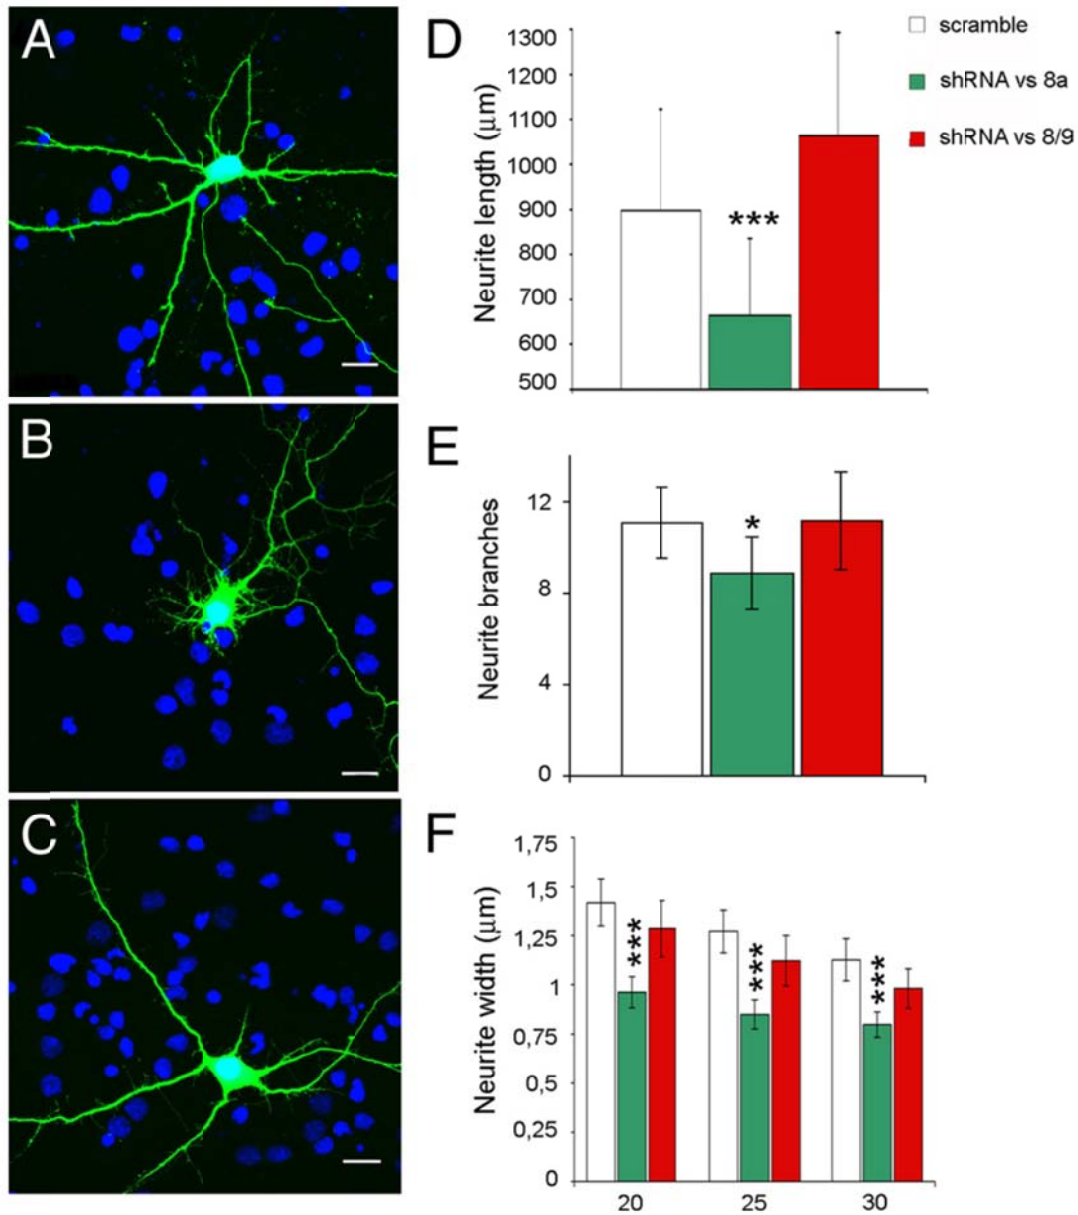 A
B
C
D
scramble
shRNA vs 8a
shRNA vs 8/9
Neurite length (μm)
1300
1200
1100
1000
900
800
700
600
500
***
E
Neurite branches
12
8
4
0
*
F
Neurite width (μm)
1,75
1,5
1,25
1
0,75
0,5
0,25
0
***
***
***
20
25
30